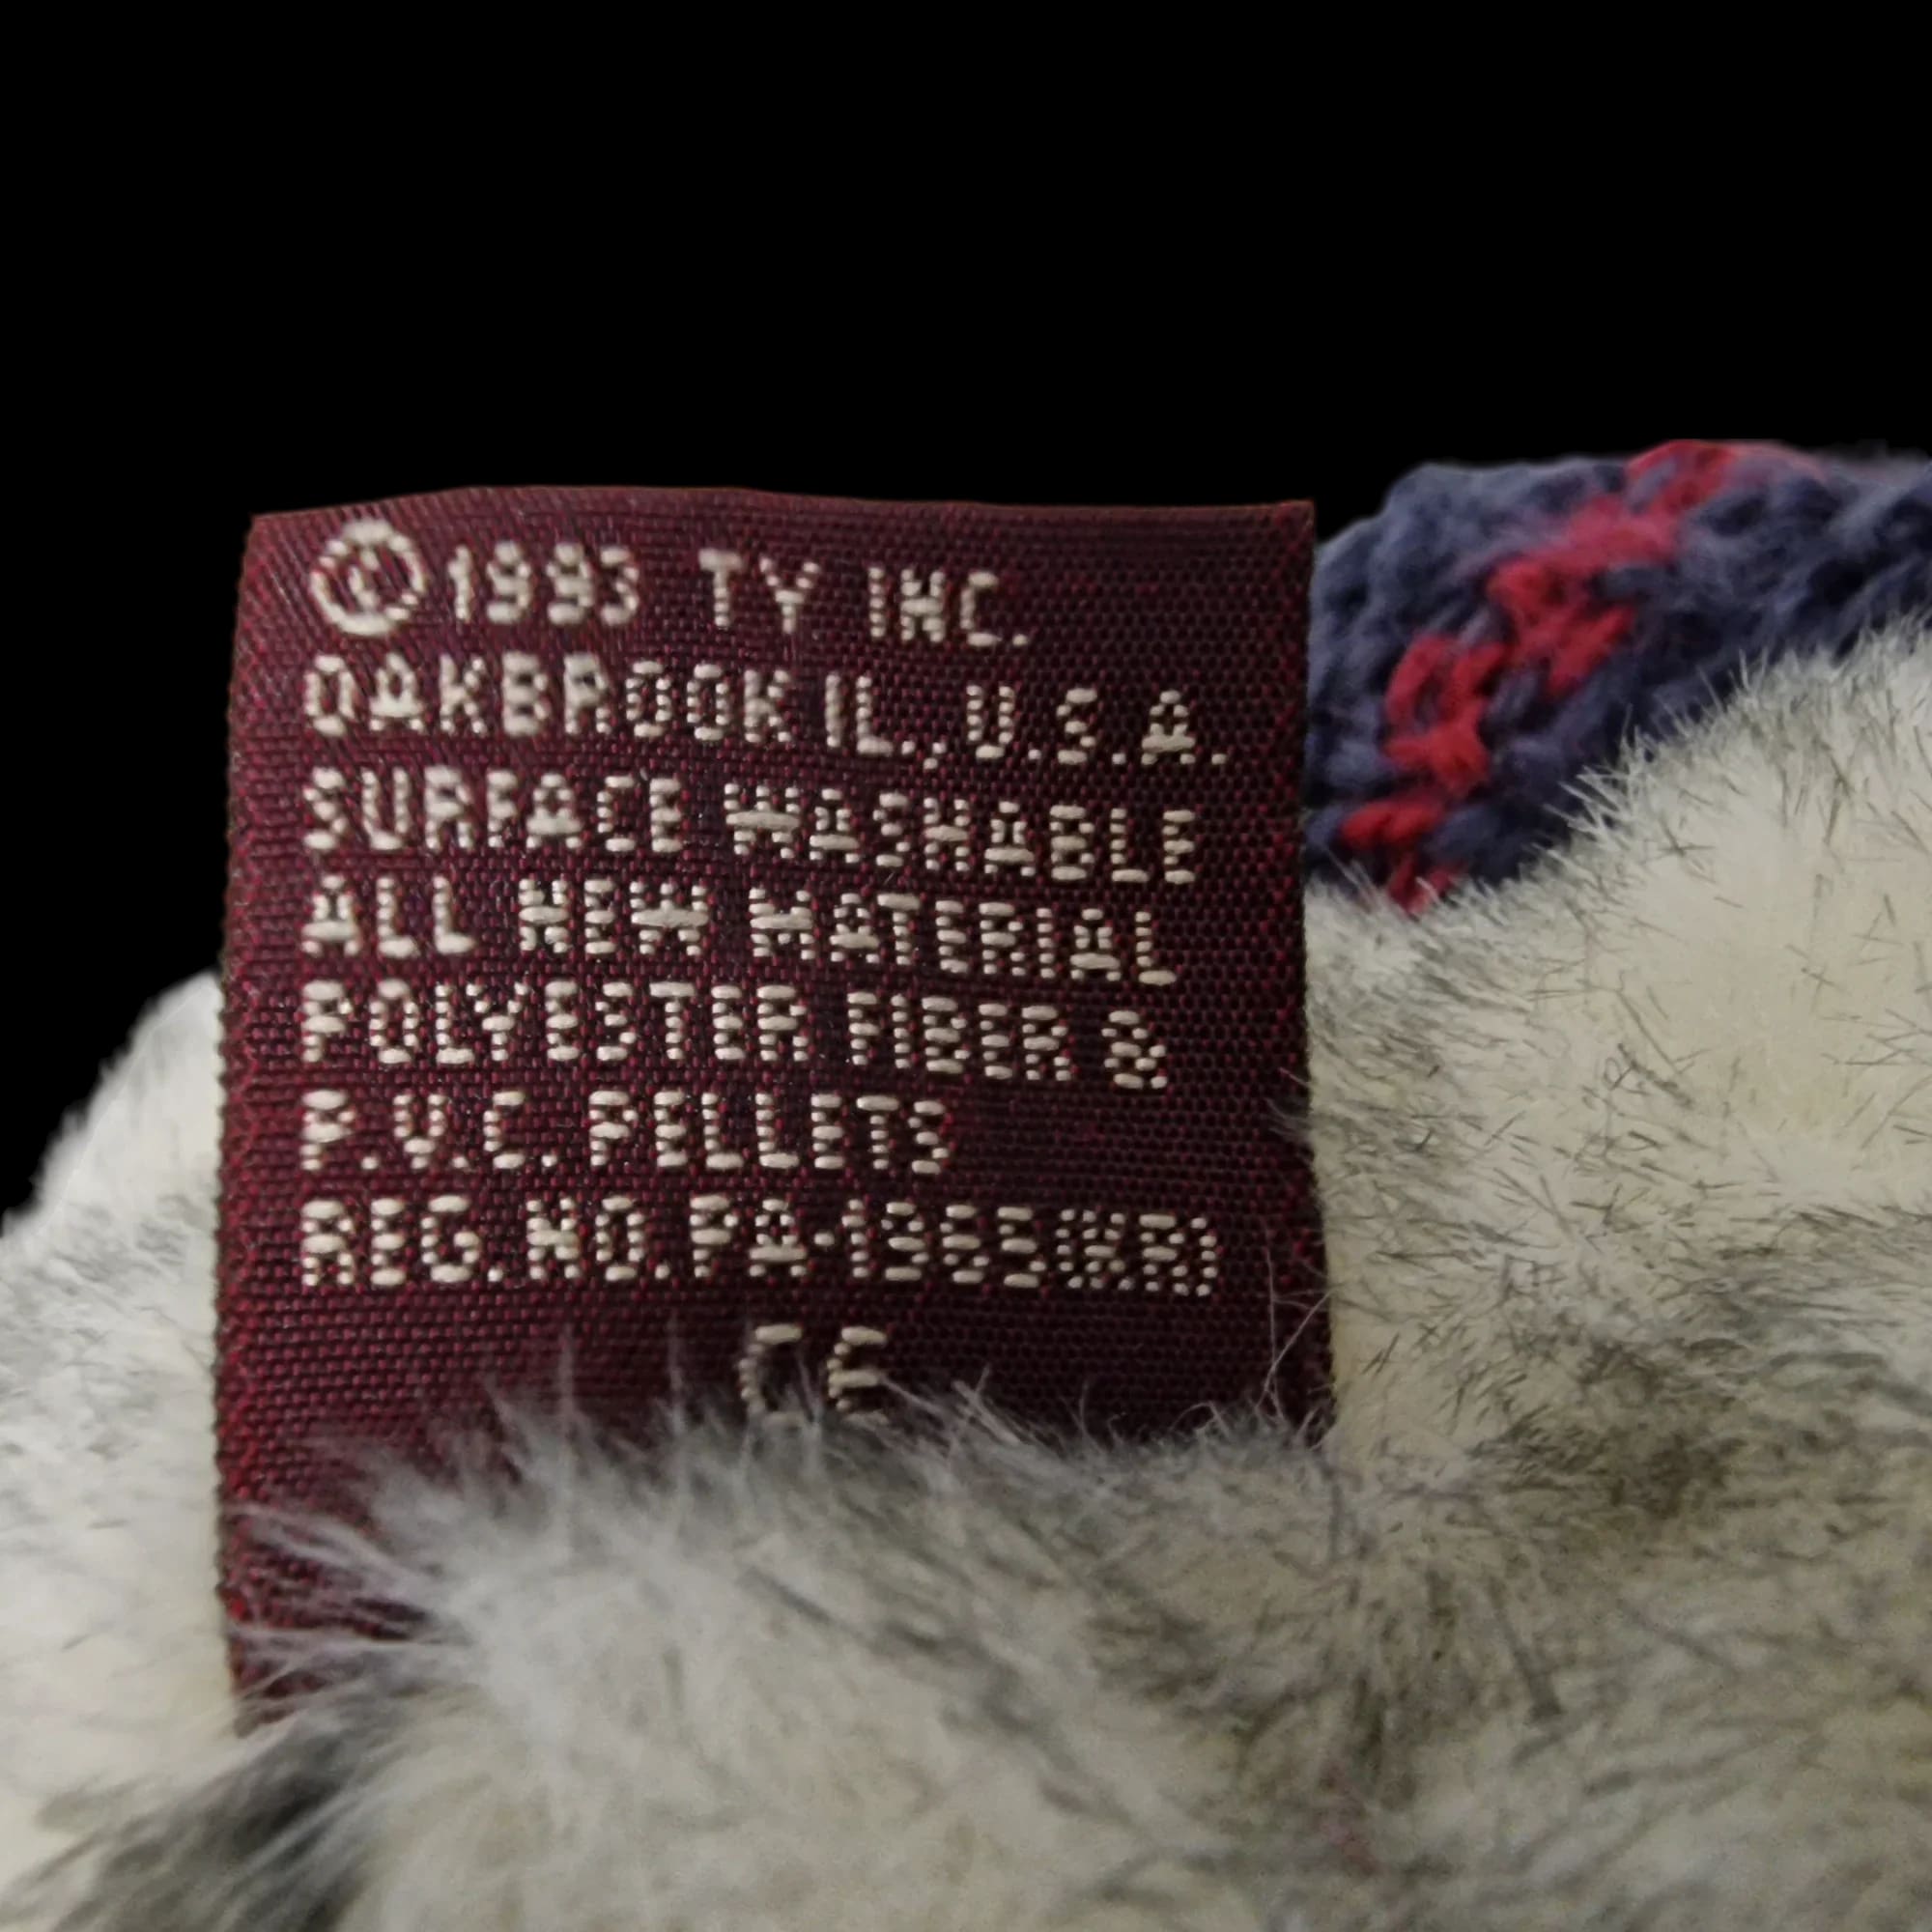 © 1993 TY INC.
OAKBROOK IL., U.S.A.
SURFACE WASHABLE
ALL NEW MATERIAL
POLYESTER FIBER &
P.V.C. PELLETS
REG. NO. PA-1965(KR)
CE